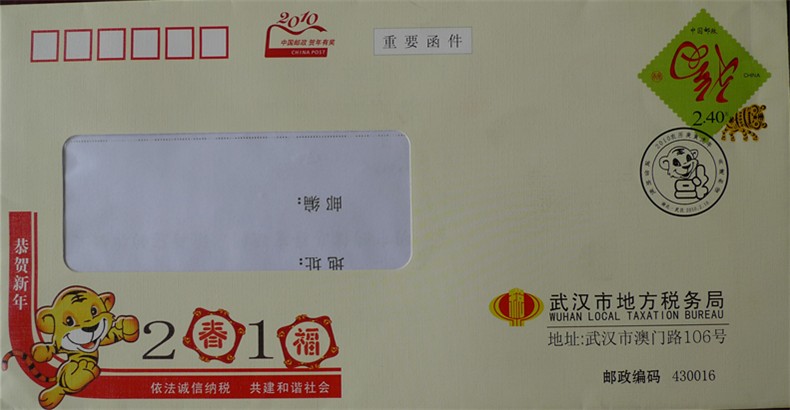 2010
中国邮政 贺年有奖
CHINA POST
重要函件
中国邮政
CHINA
2.40
邮编:
地址:
恭贺新年
2春1福
依法诚信纳税 共建和谐社会
武汉市地方税务局
WUHAN LOCAL TAXATION BUREAU
地址:武汉市澳门路106号
邮政编码 430016